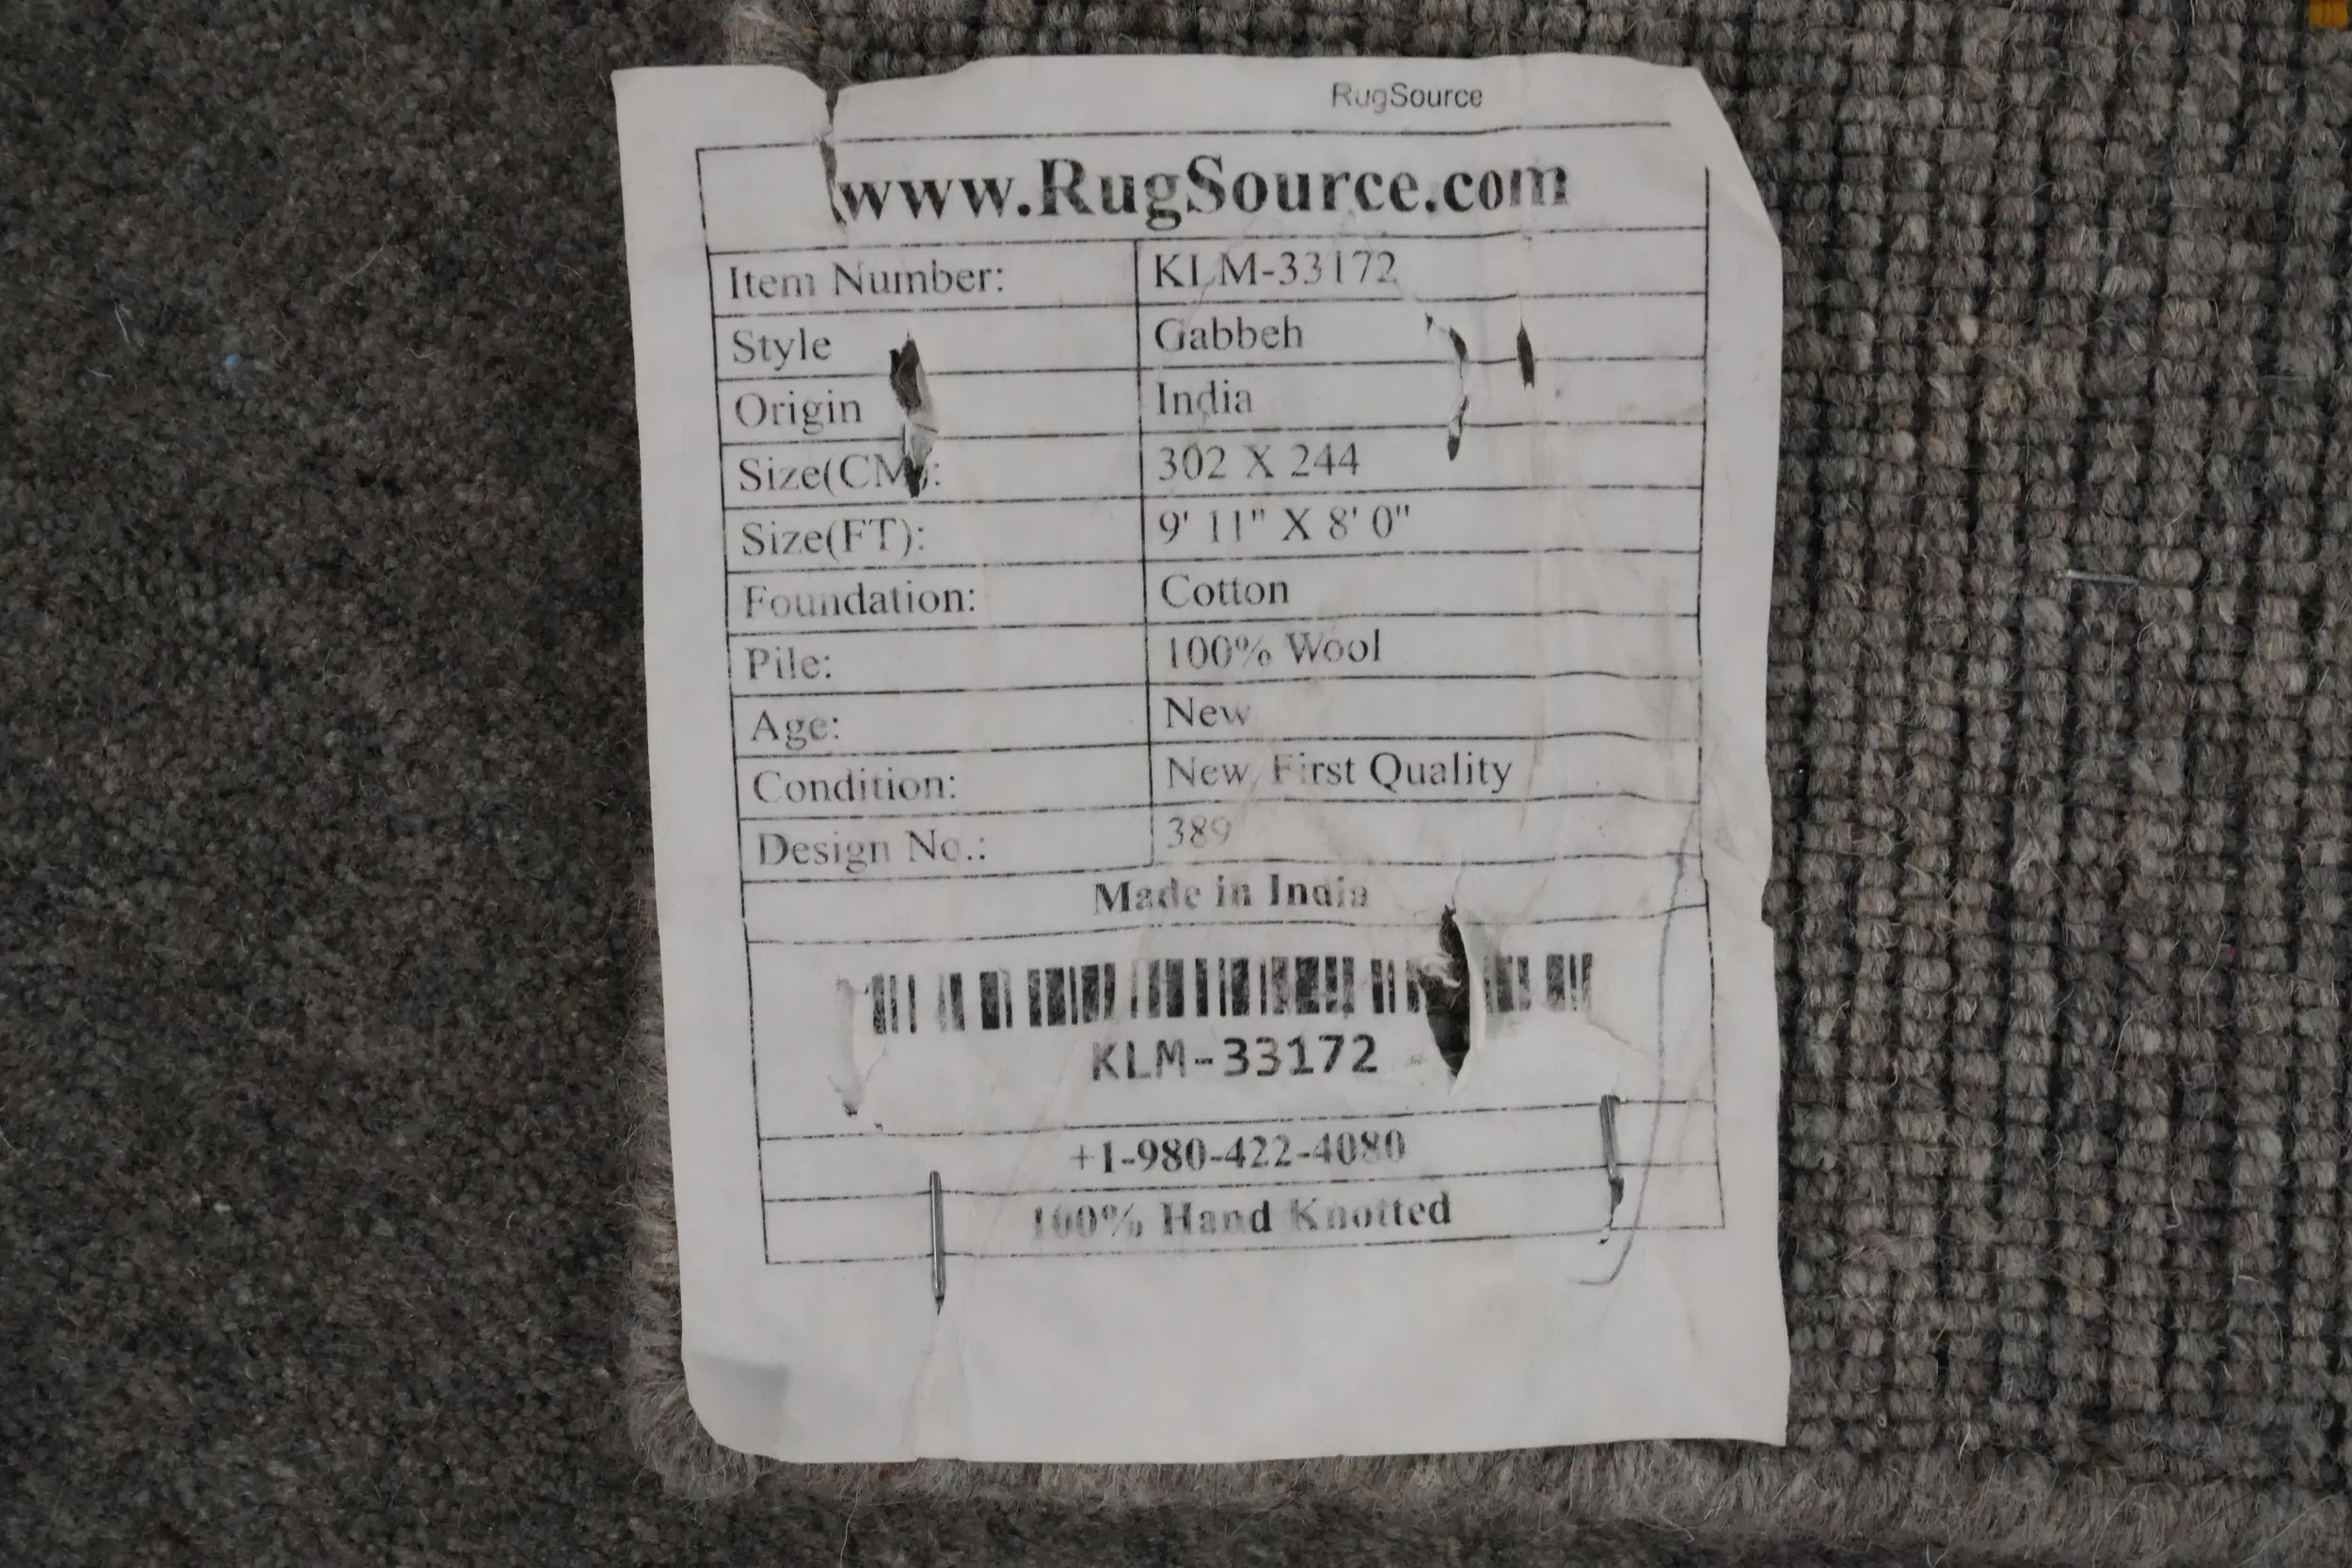 RugSource
www.RugSource.com
Item Number: KLM-33172
Style Gabbeh
Origin India
Size(CM): 302 X 244
Size(FT): 9' 11" X 8' 0"
Foundation: Cotton
Pile: 100% Wool
Age: New
Condition: New, First Quality
Design No.: 389
Made in India
KLM-33172
+1-980-422-4080
100% Hand Knotted